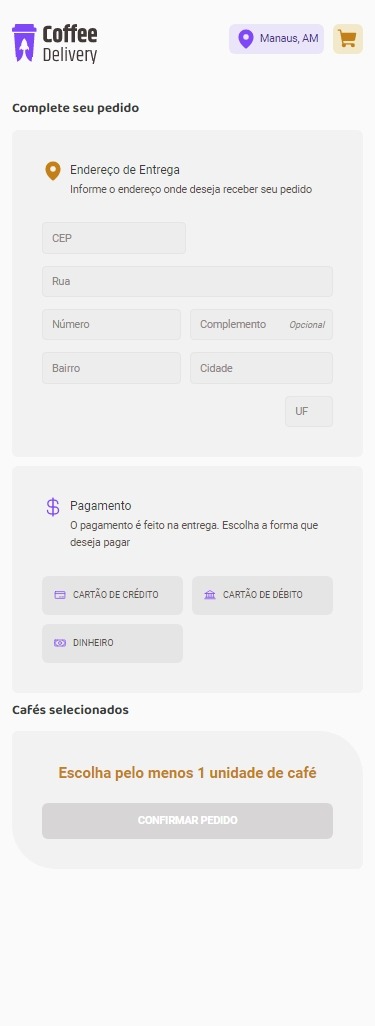 Coffee
Delivery
Manaus, AM
Complete seu pedido
Endereço de Entrega
Informe o endereço onde deseja receber seu pedido
CEP
Rua
Número
Complemento Opcional
Bairro
Cidade
UF
Pagamento
O pagamento é feito na entrega. Escolha a forma que
deseja pagar
CARTÃO DE CRÉDITO
CARTÃO DE DÉBITO
DINHEIRO
Cafés selecionados
Escolha pelo menos 1 unidade de café
CONFIRMAR PEDIDO